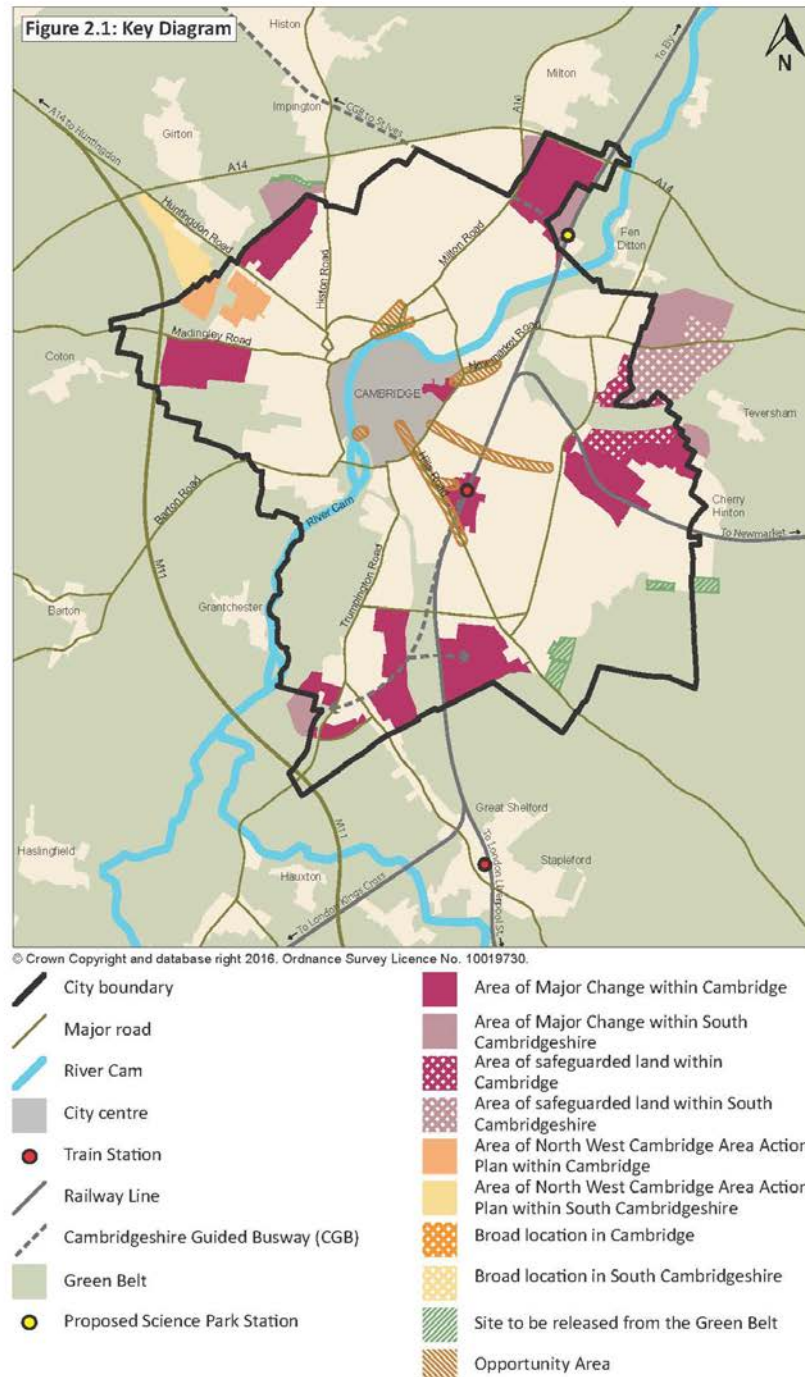 Figure 2.1: Key Diagram
N
Histon
To Ely
Milton
Impington
CGB to St Ives
A10
A14 to Huntingdon
Girton
A14
A14
Huntingdon Road
Histon Road
Milton Road
Fen
Ditton
Madingley Road
Newmarket Road
Coton
CAMBRIDGE
Teversham
Hills Road
Barton Road
River Cam
Cherry
Hinton
To Newmarket
M11
Trumpington Road
Grantchester
Barton
Great Shelford
M11
Haslingfield
To London Liverpool St.
Stapleford
Hauxton
To London Kings Cross
© Crown Copyright and database right 2016. Ordnance Survey Licence No. 10019730.
City boundary
Major road
River Cam
City centre
Train Station
Railway Line
Cambridgeshire Guided Busway (CGB)
Green Belt
Proposed Science Park Station
Area of Major Change within Cambridge
Area of Major Change within South
Cambridgeshire
Area of safeguarded land within
Cambridge
Area of safeguarded land within South
Cambridgeshire
Area of North West Cambridge Area Action
Plan within Cambridge
Area of North West Cambridge Area Action
Plan within South Cambridgeshire
Broad location in Cambridge
Broad location in South Cambridgeshire
Site to be released from the Green Belt
Opportunity Area